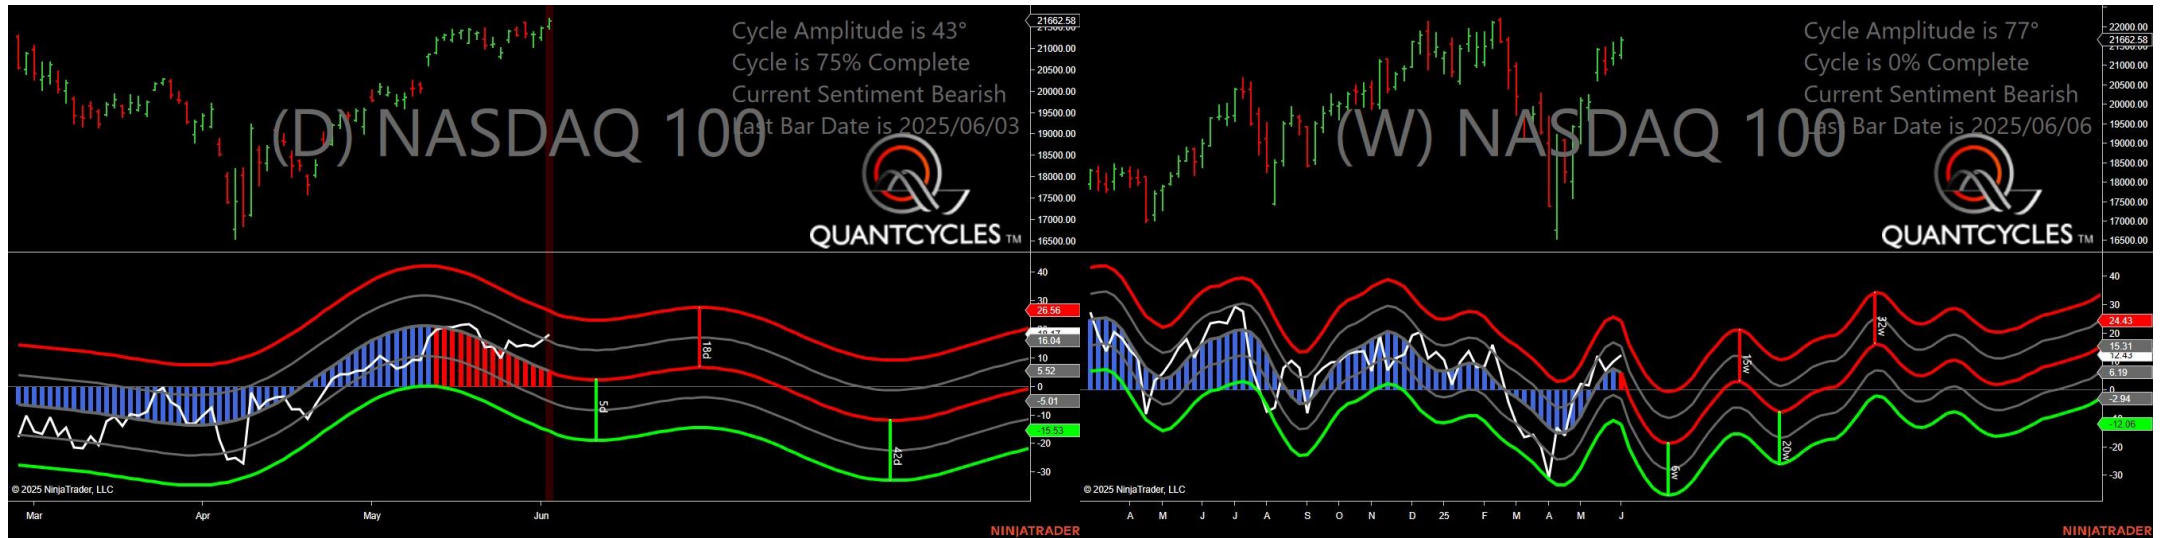 Cycle Amplitude is 43°
Cycle is 75% Complete
Current Sentiment Bearish
Last Bar Date is 2025/06/03
(D) NASDAQ 100
QUANTCYCLES TM
21662.58
21000.00
20500.00
20000.00
19500.00
19000.00
18500.00
18000.00
17500.00
17000.00
16500.00
40
30
26.56
16.04
10
5.52
0
-5.01
-10
-15.53
-20
-30
5d
18d
42d
© 2025 NinjaTrader, LLC
Mar Apr May Jun
NINJATRADER
Cycle Amplitude is 77°
Cycle is 0% Complete
Current Sentiment Bearish
Last Bar Date is 2025/06/06
(W) NASDAQ 100
QUANTCYCLES TM
22000.00
21662.58
21000.00
20500.00
20000.00
19500.00
19000.00
18500.00
18000.00
17500.00
17000.00
16500.00
40
30
24.43
20
15.31
12.43
6.19
0
-2.94
-12.06
-20
-30
6w
15w
20w
32w
© 2025 NinjaTrader, LLC
A M J J A S O N D 25 F M A M J
NINJATRADER